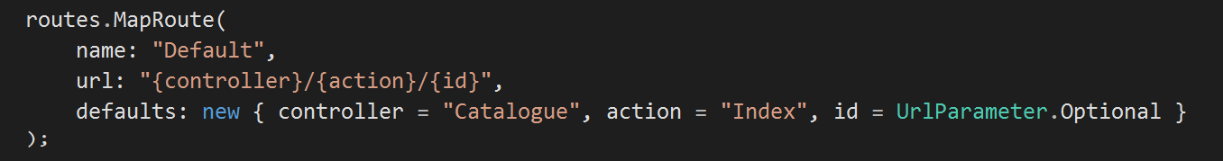 routes.MapRoute(
name: "Default",
url: "{controller}/{action}/{id}",
defaults: new { controller = "Catalogue", action = "Index", id = UrlParameter.Optional }
);